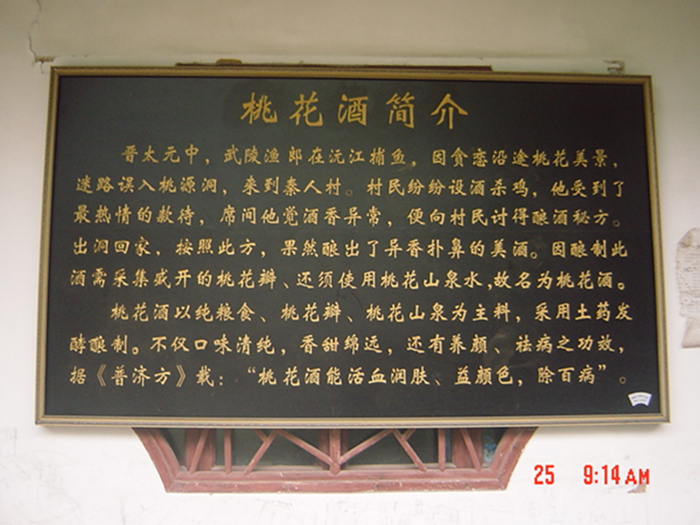 桃花酒简介
晋太元中，武陵渔郎在沅江捕鱼，因贪恋沿途桃花美景，
迷路误入桃源洞，来到秦人村。村民纷纷设酒杀鸡，他受到了
最热情的款待，席间他觉酒香异常，便向村民讨得酿酒秘方。
出洞回家，按照此方，果然酿出了异香扑鼻的美酒。因酿制此
酒需采集盛开的桃花瓣、还须使用桃花山泉水，故名为桃花酒。
桃花酒以纯粮食、桃花瓣、桃花山泉为主料，采用土药发
酵酿制。不仅口味清纯，香甜绵远，还有养颜、祛病之功效，
据《普济方》载：“桃花酒能活血润肤、益颜色，除百病”。
25 9:14AM